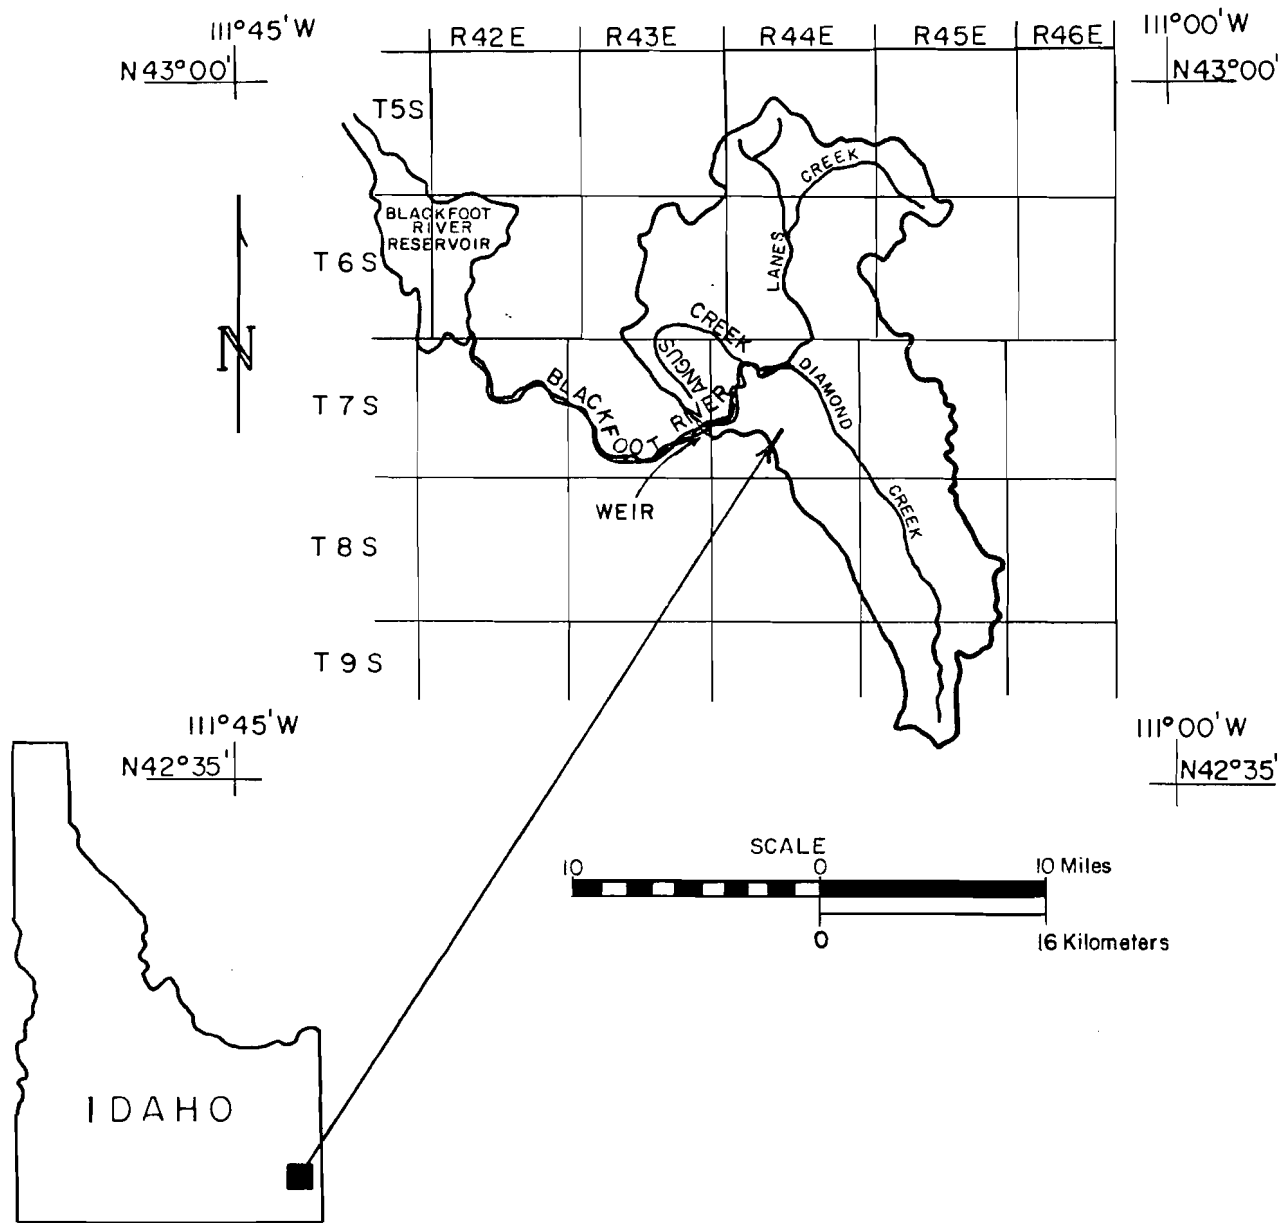 111°45'W
111°00'W
R42E
R43E
R44E
R45E
R46E
N43°00'
N43°00'
T5S
CREEK
BLACKFOOT
RIVER
RESERVOIR
T6S
LANES
N
CREEK
ANGUS
DIAMOND
BLACKFOOT RIVER
T7S
CREEK
WEIR
T8S
T9S
111°45'W
111°00'W
N42°35'
N42°35'
SCALE
10 0 10 Miles
0 16 Kilometers
IDAHO